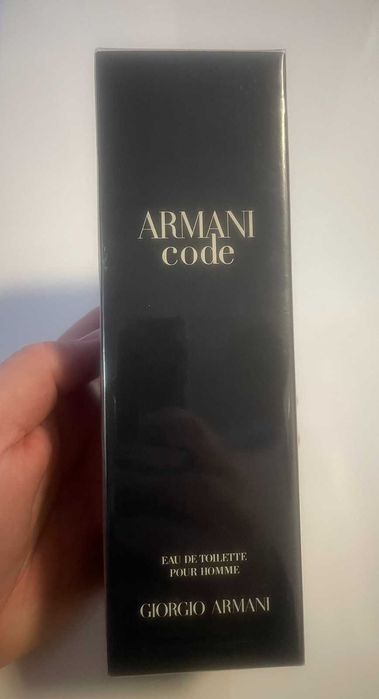 ARMANI
code
EAU DE TOILETTE
POUR HOMME
GIORGIO ARMANI